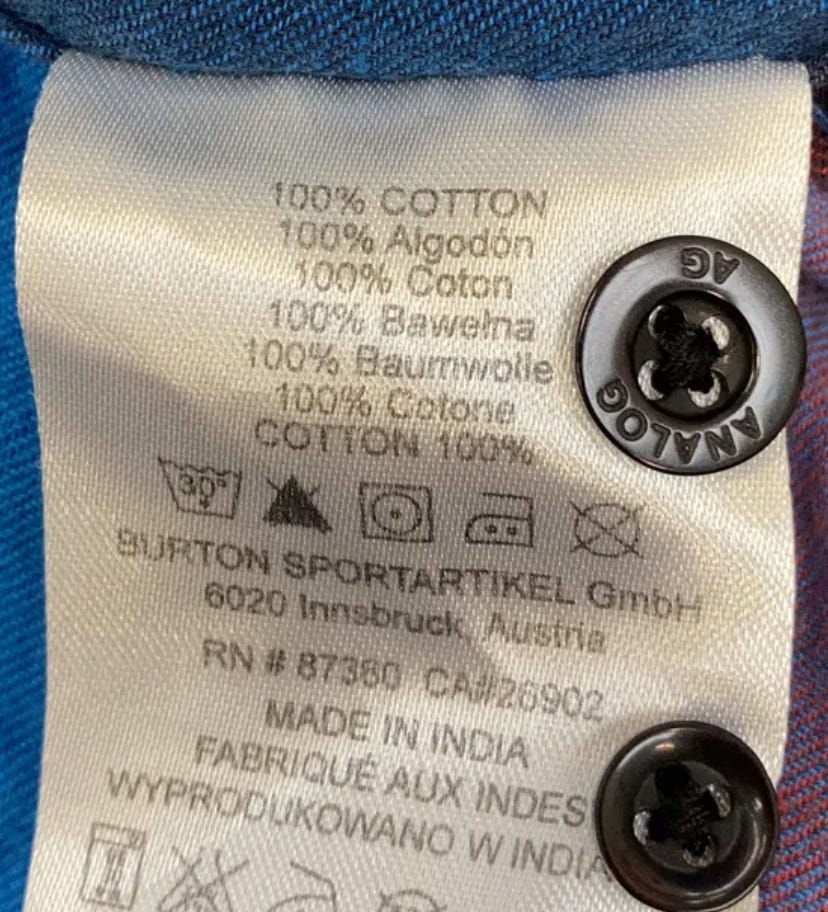 100% COTTON
100% Algodón
100% Coton
100% Bawełna
100% Baumwolle
100% Cotone
COTTON 100%
30°
BURTON SPORTARTIKEL GmbH
6020 Innsbruck, Austria
RN # 87380 CA#26902
MADE IN INDIA
FABRIQUÉ AUX INDES
WYPRODUKOWANO W INDIA
AG
ANALOG